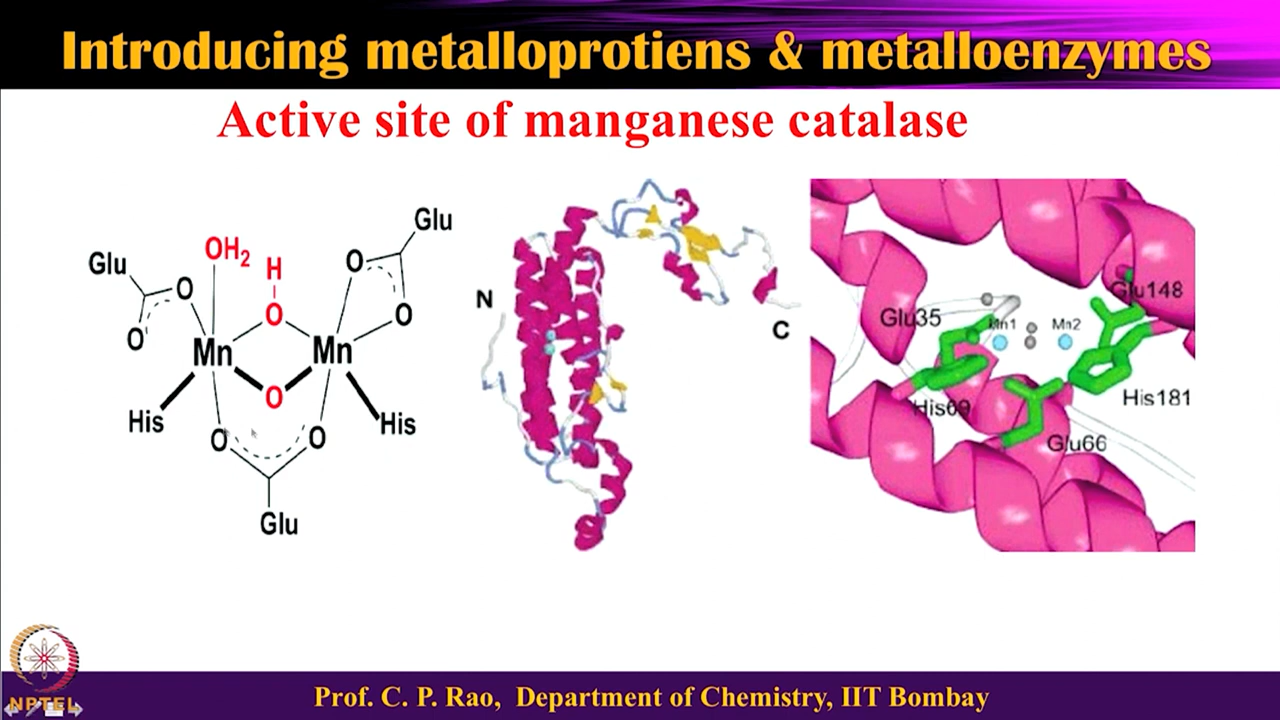 Introducing metalloprotiens & metalloenzymes
Active site of manganese catalase
Glu
OH2
H
Glu
O
O
O
O
O
Mn
Mn
O
His
His
O
O
Glu
N
C
Glu148
Glu35
Mn1
Mn2
His69
His181
Glu66
NPTEL
Prof. C. P. Rao, Department of Chemistry, IIT Bombay